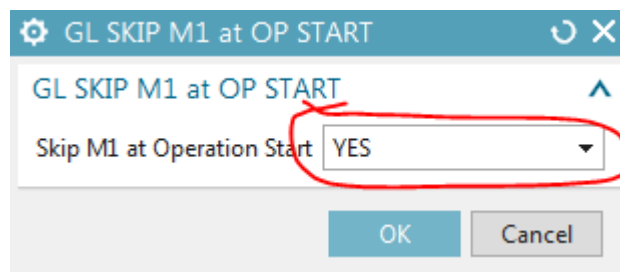 GL SKIP M1 at OP START
GL SKIP M1 at OP START
Skip M1 at Operation Start YES
OK Cancel